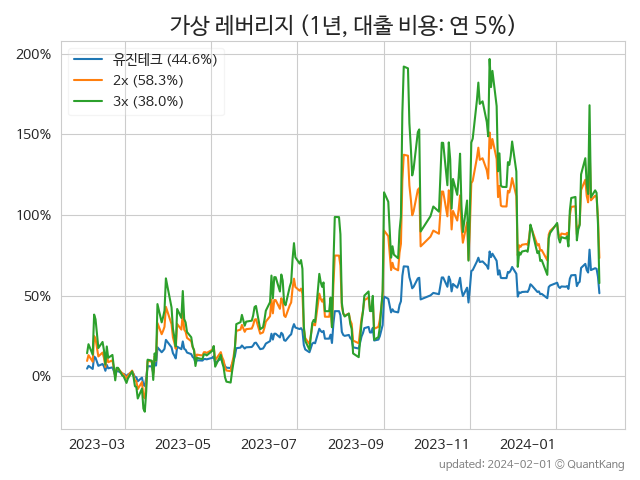 가상 레버리지 (1년, 대출 비용: 연 5%)
200%
150%
100%
50%
0%
유진테크 (44.6%)
2x (58.3%)
3x (38.0%)
2023-03 2023-05 2023-07 2023-09 2023-11 2024-01
updated: 2024-02-01 © QuantKang